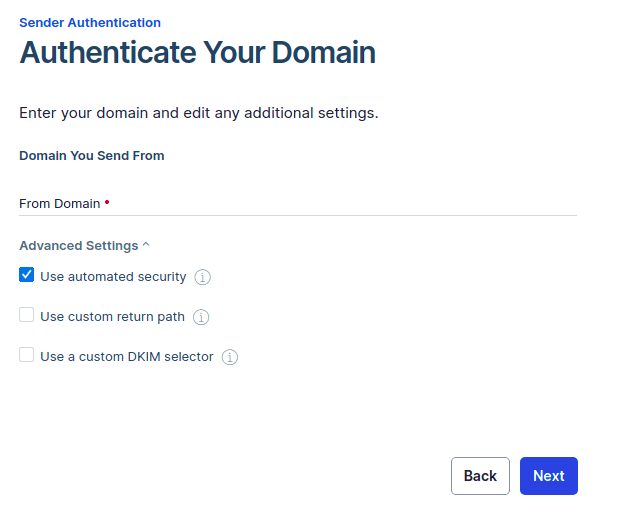 Sender Authentication
Authenticate Your Domain
Enter your domain and edit any additional settings.
Domain You Send From
From Domain •
Advanced Settings ^
Use automated security
Use custom return path
Use a custom DKIM selector
Back Next